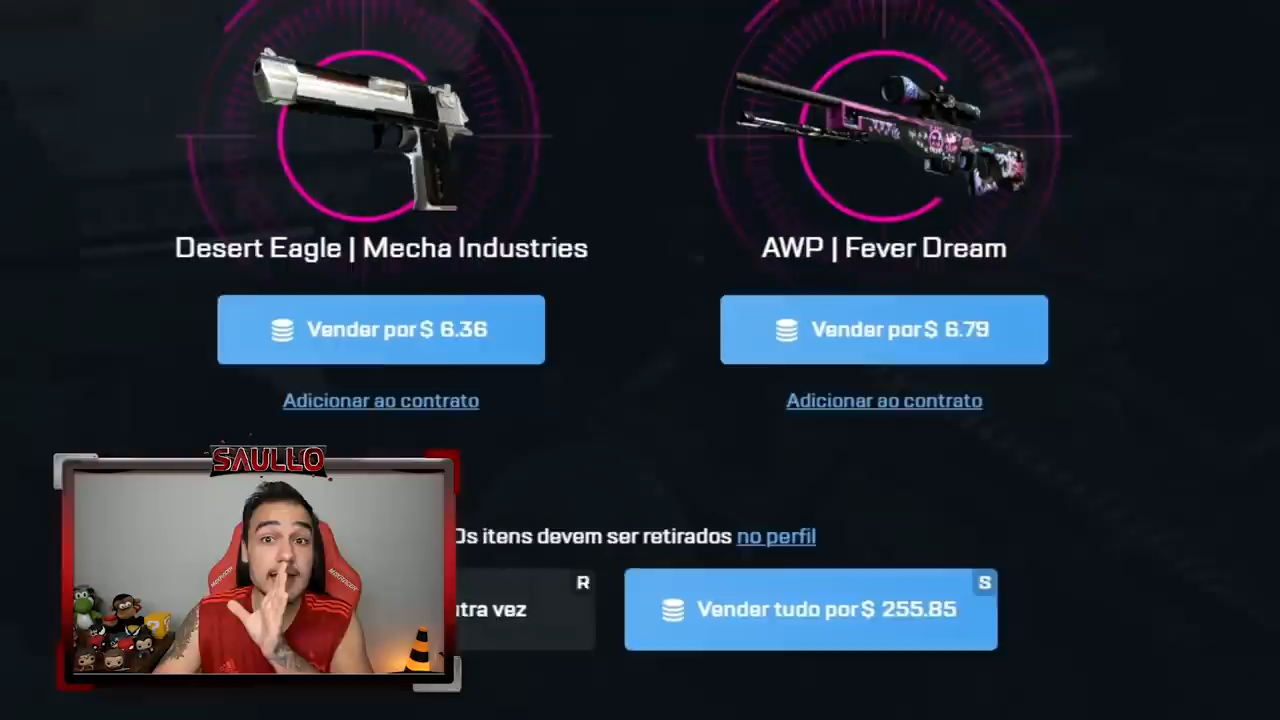 Desert Eagle | Mecha Industries
AWP | Fever Dream
Vender por $ 6.36
Vender por $ 6.79
Adicionar ao contrato
Adicionar ao contrato
SAULLO
Os itens devem ser retirados no perfil
R
utra vez
S
Vender tudo por $ 255.85